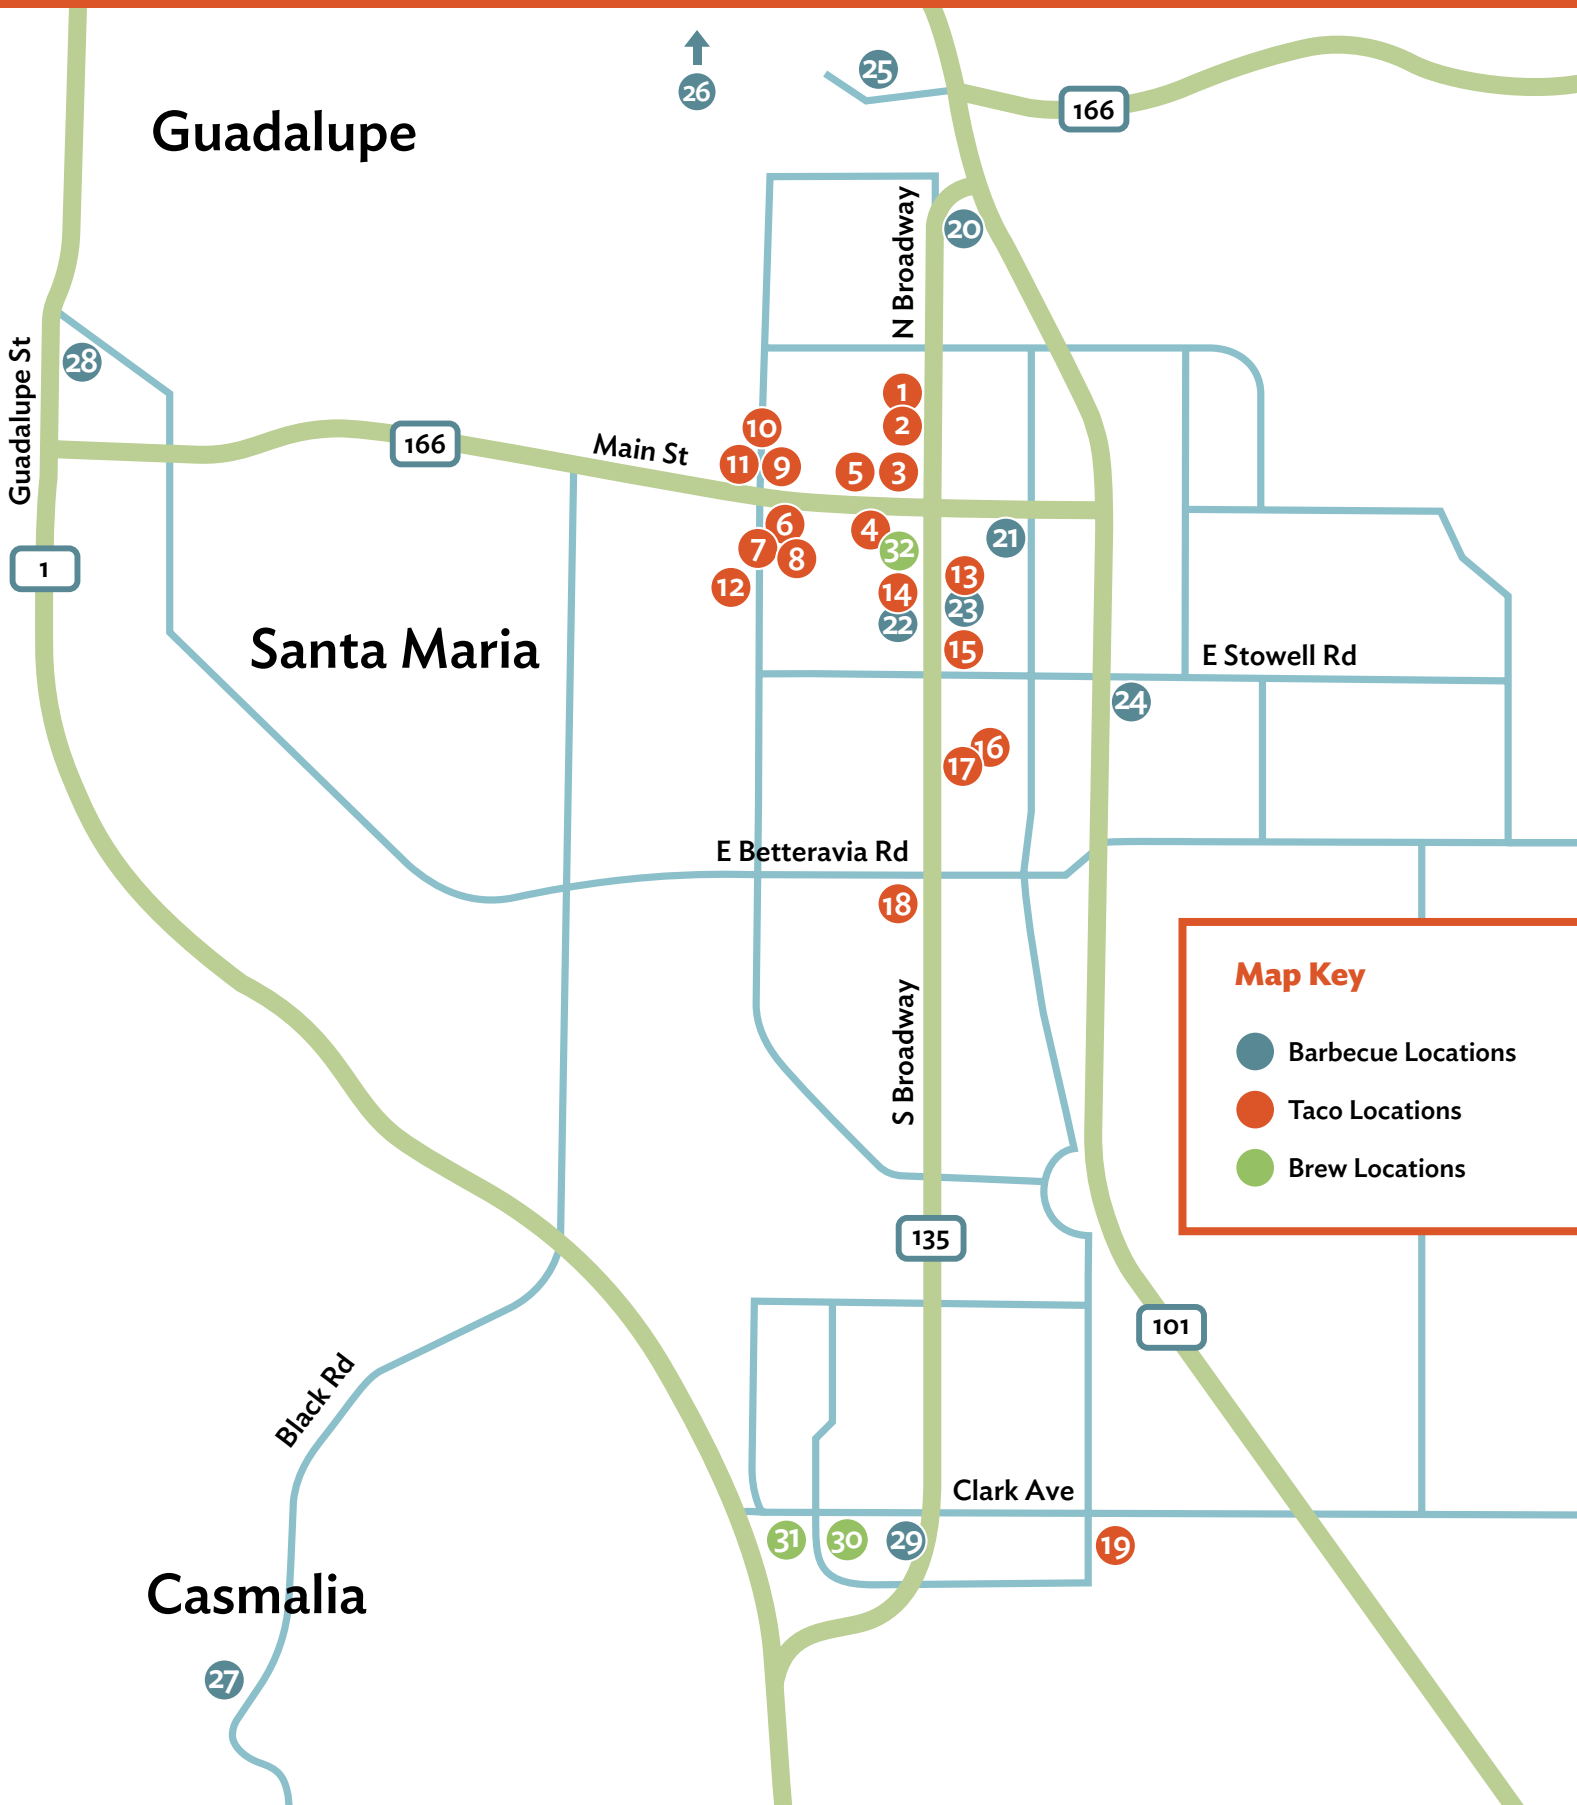 25
26
166
Guadalupe
N Broadway
20
Guadalupe St
28
1
10
2
166
Main St
11
9
5
3
6
4
21
7
32
8
1
13
12
14
23
22
Santa Maria
15
E Stowell Rd
24
16
17
E Betteravia Rd
18
Map Key
S Broadway
Barbecue Locations
Taco Locations
Brew Locations
135
101
Black Rd
Clark Ave
31
30
29
19
Casmalia
27